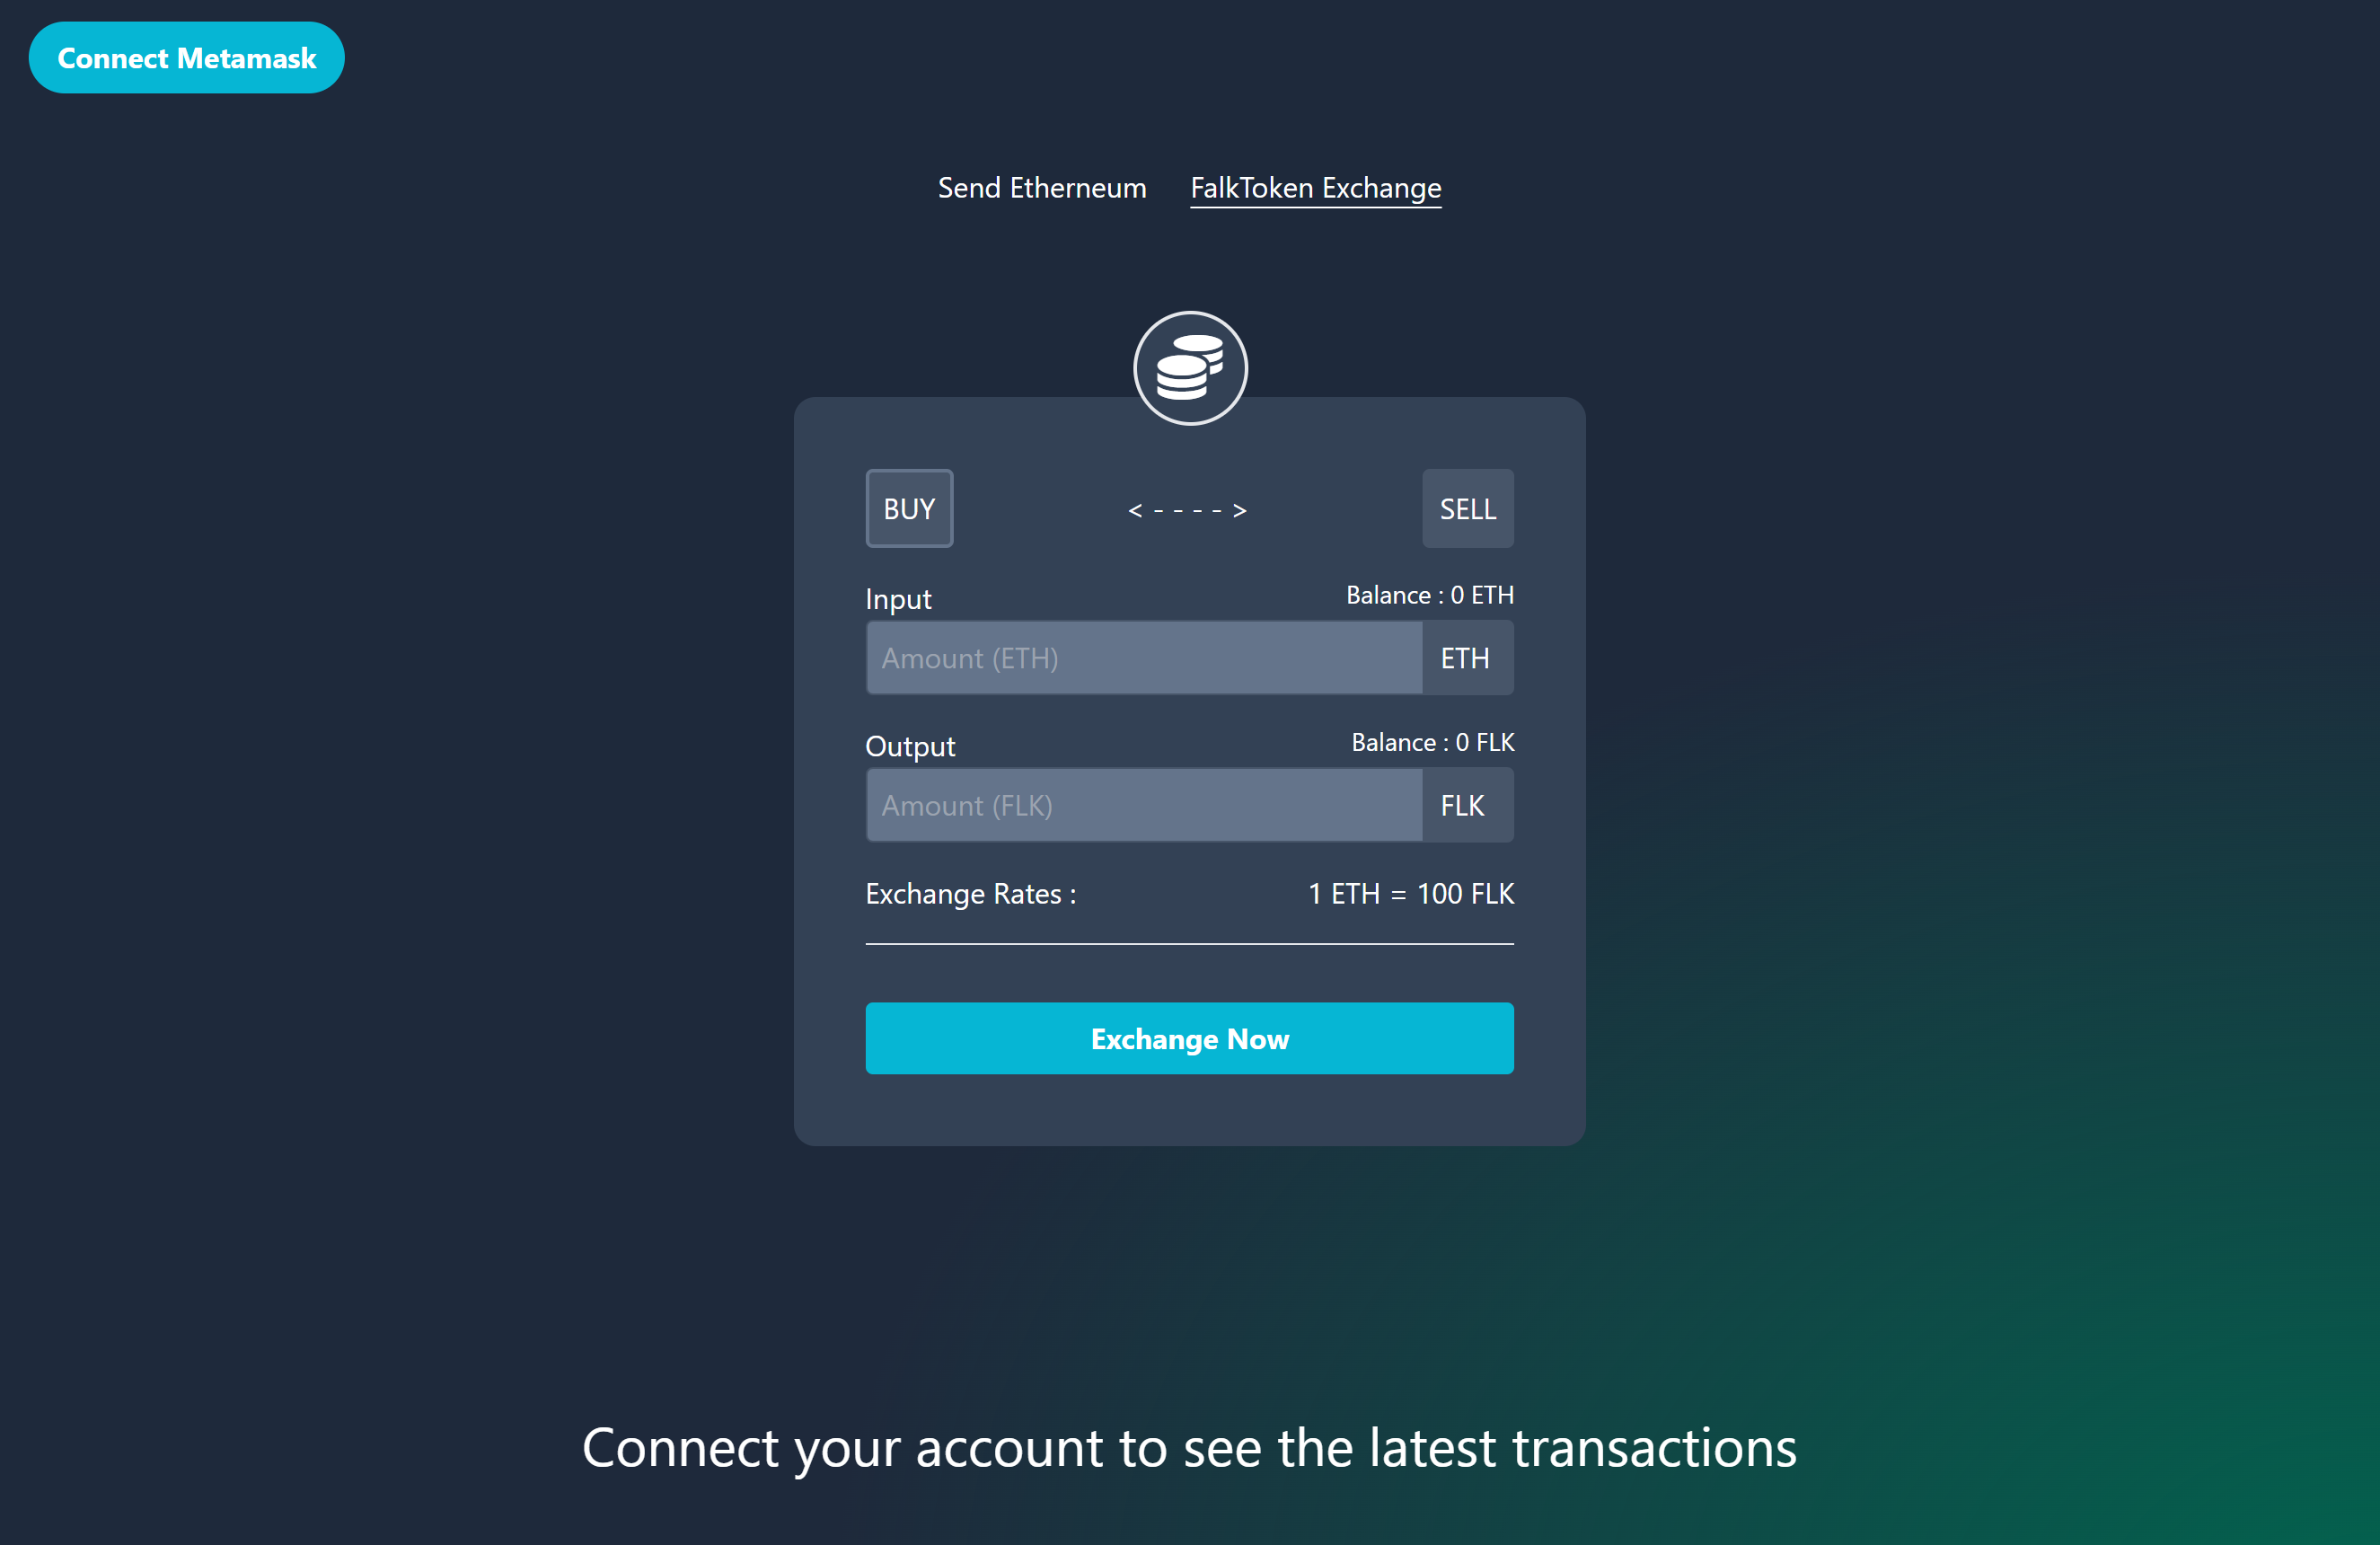 Connect Metamask
Send Etherneum FalkToken Exchange
BUY < - - - - > SELL
Input Balance : 0 ETH
Amount (ETH) ETH
Output Balance : 0 FLK
Amount (FLK) FLK
Exchange Rates : 1 ETH = 100 FLK
Exchange Now
Connect your account to see the latest transactions